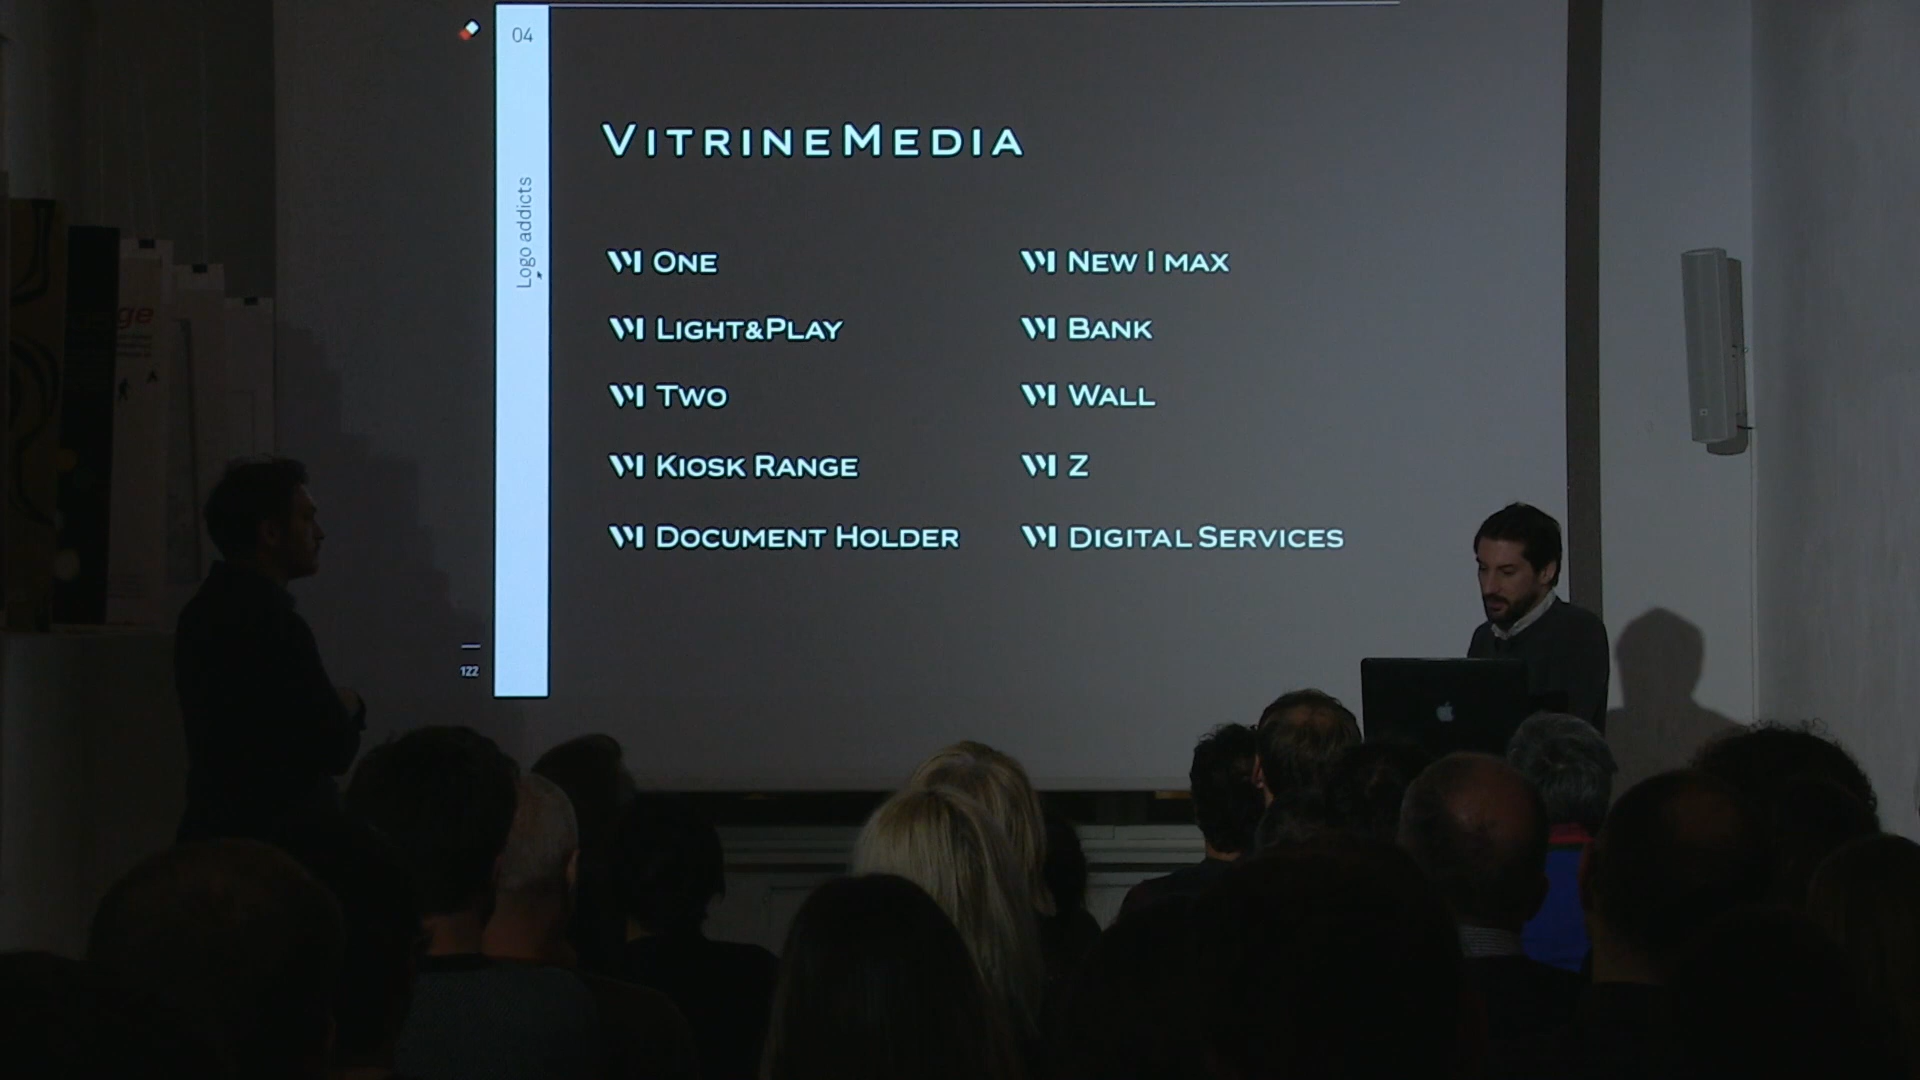 04
Logo addicts
VITRINEMEDIA
VM ONE
VM NEW I MAX
VM LIGHT&PLAY
VM BANK
VM TWO
VM WALL
VM KIOSK RANGE
VM Z
VM DOCUMENT HOLDER
VM DIGITAL SERVICES
122
ge